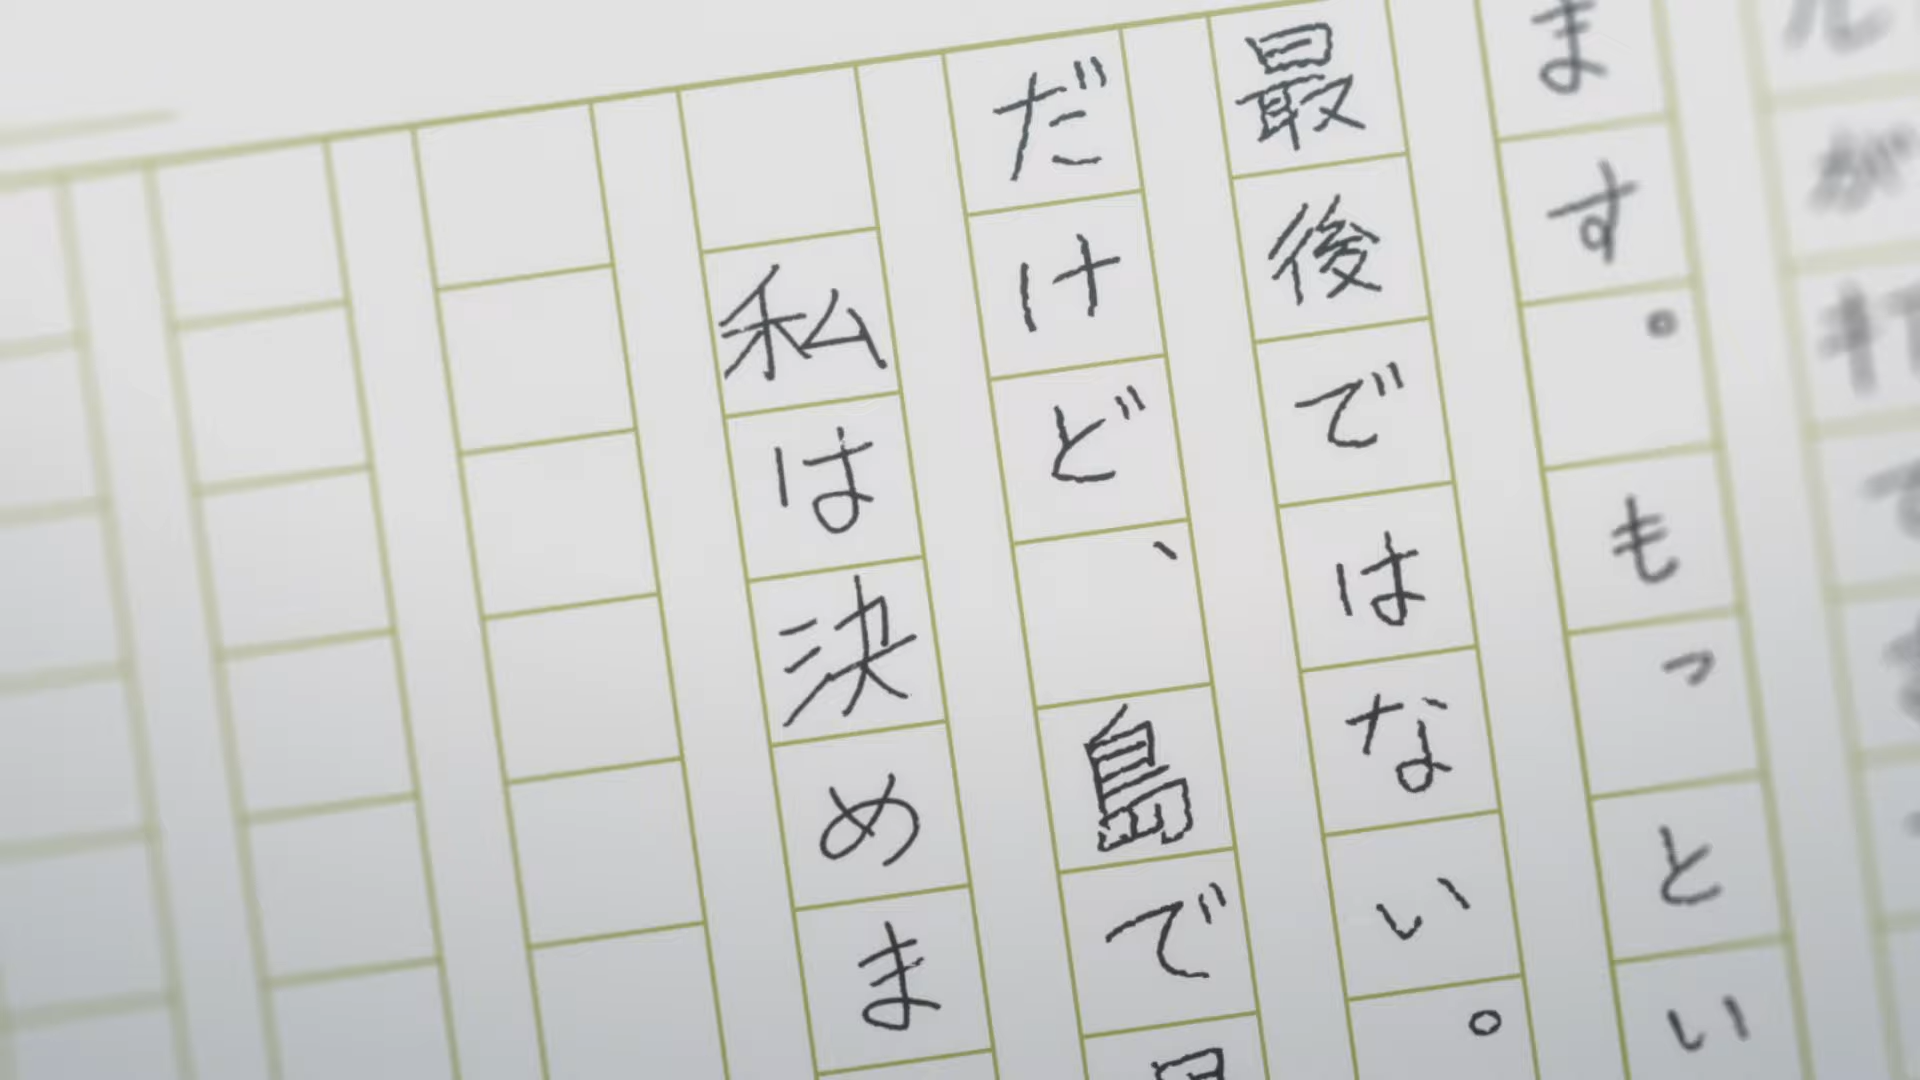 ます。もっとい
最後ではない。
だけど、島で
私は決めま